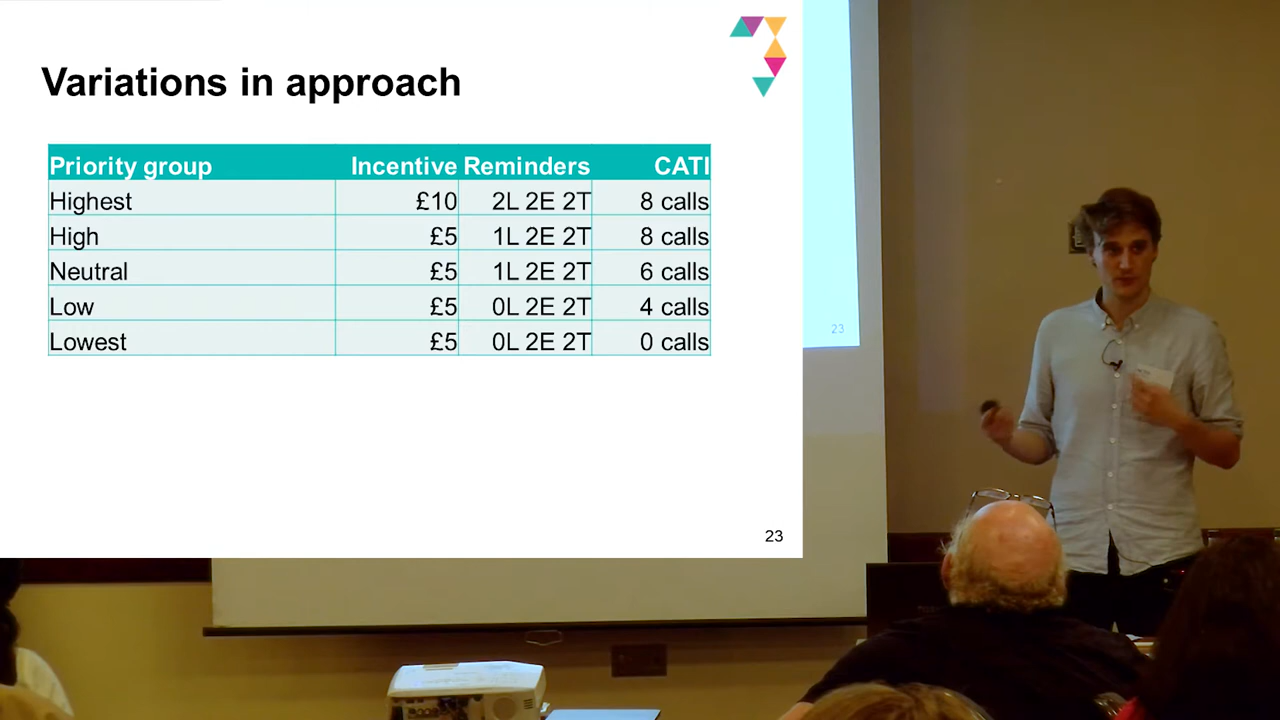 Variations in approach
Priority group Incentive Reminders CATI
Highest £10 2L 2E 2T 8 calls
High £5 1L 2E 2T 8 calls
Neutral £5 1L 2E 2T 6 calls
Low £5 0L 2E 2T 4 calls
Lowest £5 0L 2E 2T 0 calls
23
23